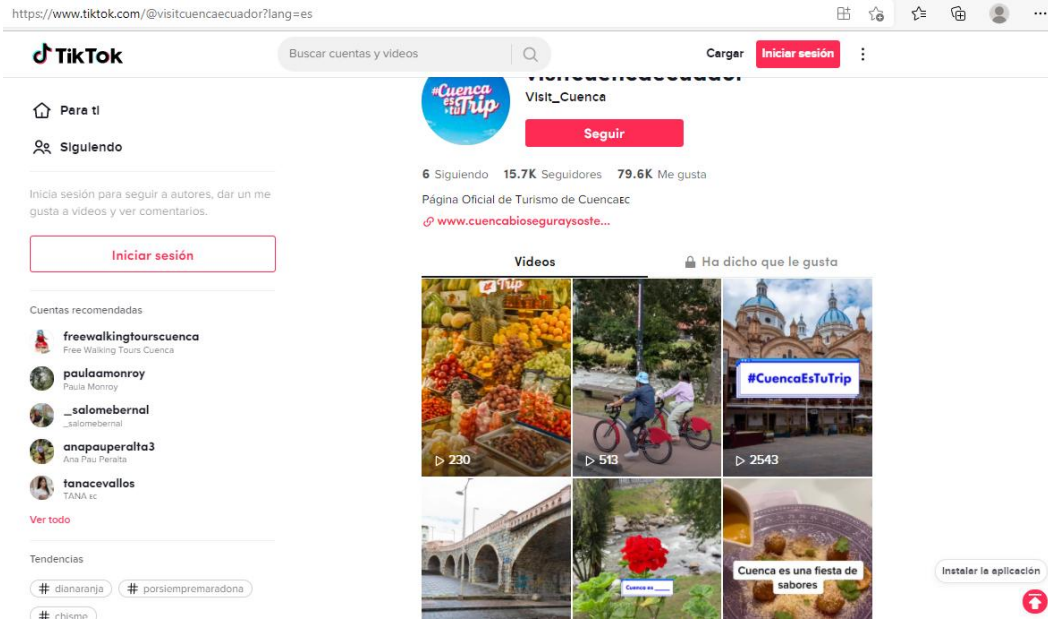 https://www.tiktok.com/@visitcuencaecuador?lang=es
TikTok
Buscar cuentas y videos
Cargar
Iniciar sesión
visitcuencaecuador
#Cuenca
es tu Trip
Visit_Cuenca
Seguir
6 Siguiendo 15.7K Seguidores 79.6K Me gusta
Página Oficial de Turismo de CuencaEC
www.cuencabioseguraysoste...
Para ti
Siguiendo
Inicia sesión para seguir a autores, dar un me
gusta a videos y ver comentarios.
Iniciar sesión
Cuentas recomendadas
freewalkingtourscuenca
Free Walking Tours Cuenca
paulaamonroy
Paula Monroy
_salomebernal
_salomebernal
anapauperalta3
Ana Pau Peralta
tanacevallos
TANA EC
Ver todo
Tendencias
# dianaranja
# porsiempremaradona
# chisme
Videos
Ha dicho que le gusta
Trip
230
513
#CuencaEsTuTrip
2543
Cuenca es ____
Cuenca es una fiesta de
sabores
Instalar la aplicación